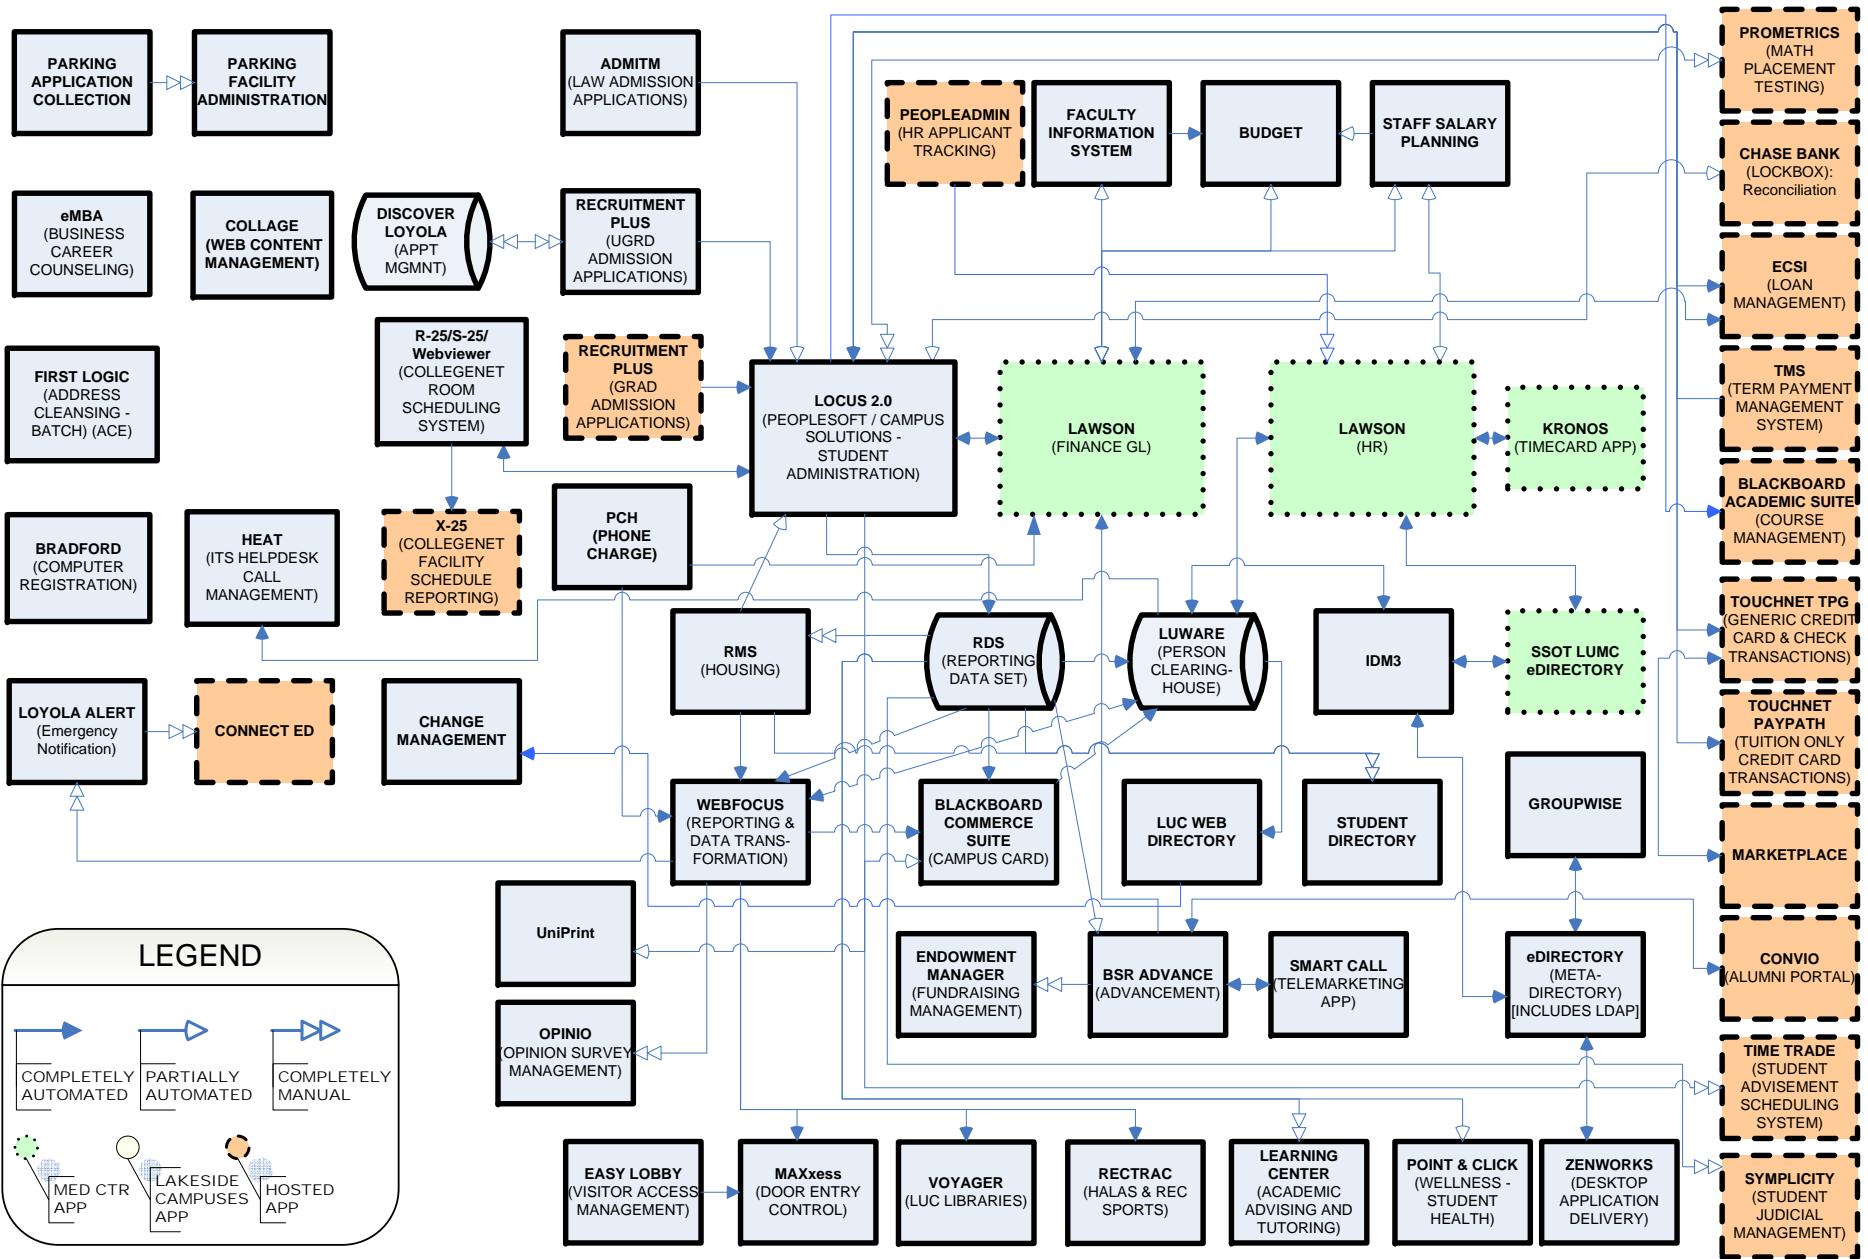 PARKING
APPLICATION
COLLECTION
PARKING
FACILITY
ADMINISTRATION
ADMITM
(LAW ADMISSION
APPLICATIONS)
PEOPLEADMIN
(HR APPLICANT
TRACKING)
FACULTY
INFORMATION
SYSTEM
BUDGET
STAFF SALARY
PLANNING
PROMETRICS
(MATH
PLACEMENT
TESTING)
CHASE BANK
(LOCKBOX):
Reconciliation
eMBA
(BUSINESS
CAREER
COUNSELING)
COLLAGE
(WEB CONTENT
MANAGEMENT)
DISCOVER
LOYOLA
(APPT
MGMNT)
RECRUITMENT
PLUS
(UGRD
ADMISSION
APPLICATIONS)
ECSI
(LOAN
MANAGEMENT)
FIRST LOGIC
(ADDRESS
CLEANSING -
BATCH) (ACE)
R-25/S-25/
Webviewer
(COLLEGENET
ROOM
SCHEDULING
SYSTEM)
RECRUITMENT
PLUS
(GRAD
ADMISSION
APPLICATIONS)
LOCUS 2.0
(PEOPLESOFT / CAMPUS
SOLUTIONS -
STUDENT
ADMINISTRATION)
LAWSON
(FINANCE GL)
LAWSON
(HR)
KRONOS
(TIMECARD APP)
TMS
(TERM PAYMENT
MANAGEMENT
SYSTEM)
BLACKBOARD
ACADEMIC SUITE
(COURSE
MANAGEMENT)
BRADFORD
(COMPUTER
REGISTRATION)
HEAT
(ITS HELPDESK
CALL
MANAGEMENT)
X-25
(COLLEGENET
FACILITY
SCHEDULE
REPORTING)
PCH
(PHONE
CHARGE)
RMS
(HOUSING)
RDS
(REPORTING
DATA SET)
LUWARE
(PERSON
CLEARING-
HOUSE)
IDM3
SSOT LUMC
eDIRECTORY
TOUCHNET TPG
(GENERIC CREDIT
CARD & CHECK
TRANSACTIONS)
LOYOLA ALERT
(Emergency
Notification)
CONNECT ED
CHANGE
MANAGEMENT
TOUCHNET
PAYPATH
(TUITION ONLY
CREDIT CARD
TRANSACTIONS)
WEBFOCUS
(REPORTING &
DATA TRANS-
FORMATION)
BLACKBOARD
COMMERCE
SUITE
(CAMPUS CARD)
LUC WEB
DIRECTORY
STUDENT
DIRECTORY
GROUPWISE
MARKETPLACE
UniPrint
ENDOWMENT
MANAGER
(FUNDRAISING
MANAGEMENT)
BSR ADVANCE
(ADVANCEMENT)
SMART CALL
(TELEMARKETING
APP)
eDIRECTORY
(META-
DIRECTORY)
[INCLUDES LDAP]
CONVIO
(ALUMNI PORTAL)
OPINIO
(OPINION SURVEY
MANAGEMENT)
TIME TRADE
(STUDENT
ADVISEMENT
SCHEDULING
SYSTEM)
EASY LOBBY
(VISITOR ACCESS
MANAGEMENT)
MAXxess
(DOOR ENTRY
CONTROL)
VOYAGER
(LUC LIBRARIES)
RECTRAC
(HALAS & REC
SPORTS)
LEARNING
CENTER
(ACADEMIC
ADVISING AND
TUTORING)
POINT & CLICK
(WELLNESS -
STUDENT
HEALTH)
ZENWORKS
(DESKTOP
APPLICATION
DELIVERY)
SYMPLICITY
(STUDENT
JUDICIAL
MANAGEMENT)
LEGEND
COMPLETELY
AUTOMATED
PARTIALLY
AUTOMATED
COMPLETELY
MANUAL
MED CTR
APP
LAKESIDE
CAMPUSES
APP
HOSTED
APP